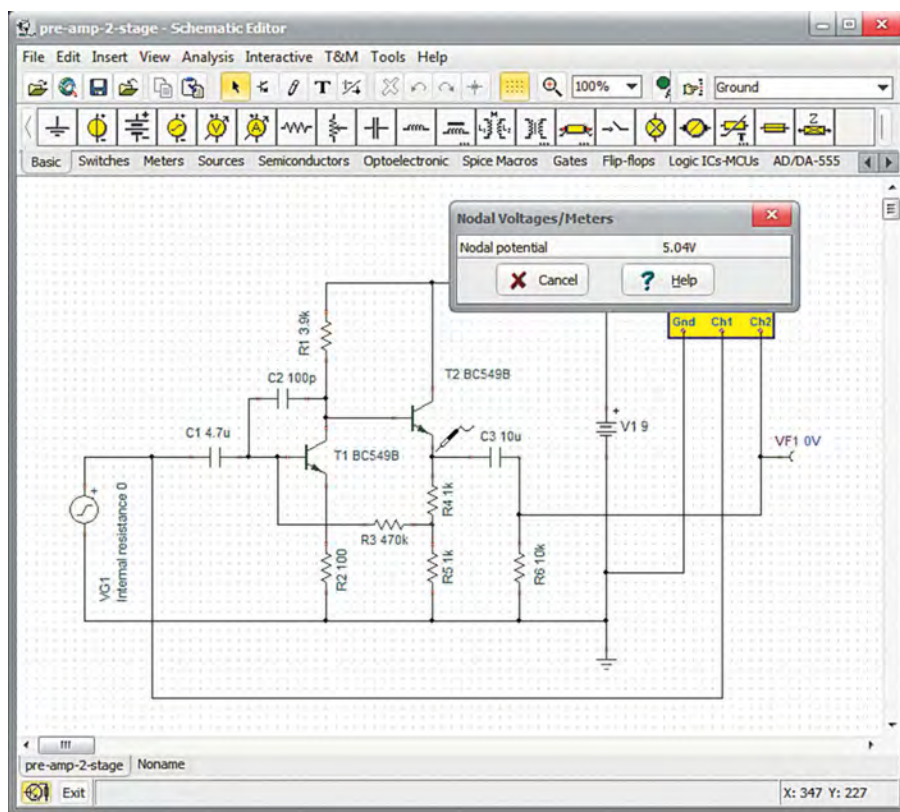 pre-amp-2-stage - Schematic Editor
File Edit Insert View Analysis Interactive T&M Tools Help
T
100%
Ground
V
A
M
Z
Basic Switches Meters Sources Semiconductors Optoelectronic Spice Macros Gates Flip-flops Logic ICs-MCUs AD/DA-555
Nodal Voltages/Meters
Nodal potential 5.04V
Cancel
? Help
Gnd Ch1 Ch2
R1 3.9k
C2 100p
T2 BC549B
C1 4.7u
T1 BC549B
C3 10u
+
V1 9
VF1 0V
+
VG1
Internal resistance 0
R3 470k
R4 1k
R2 100
R5 1k
R6 10k
pre-amp-2-stage Noname
Exit
X: 347 Y: 227